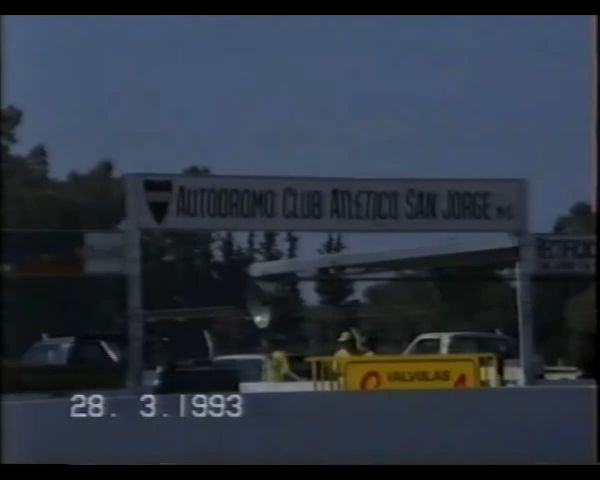 AUTODROMO CLUB ATLETICO SAN JORGE M.S.
VALVULAS
28. 3.1993